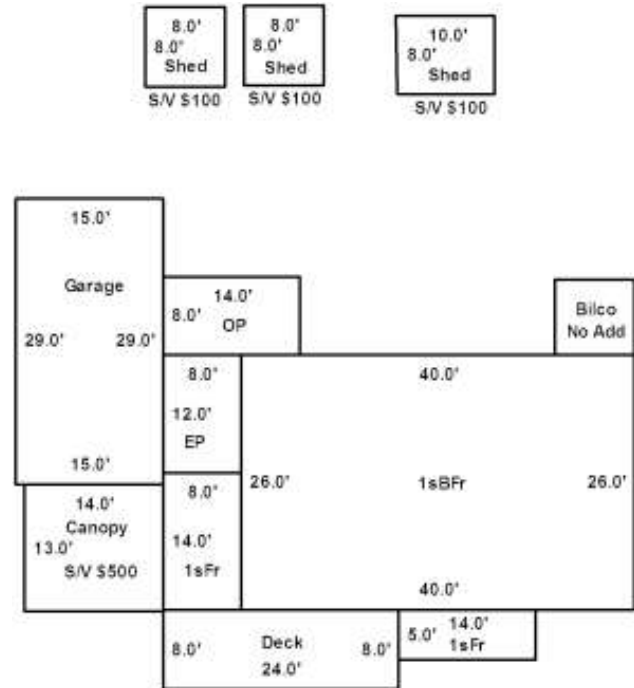 8.0'
8.0'
Shed
S/V $100
8.0'
8.0'
Shed
S/V $100
10.0'
8.0'
Shed
S/V $100
15.0'
Garage
29.0' 29.0'
15.0'
14.0'
8.0'
OP
Bilco
No Add
8.0'
12.0'
EP
40.0'
26.0' 1sBFr 26.0'
40.0'
14.0'
Canopy
13.0'
S/V $500
8.0'
14.0'
1sFr
8.0' Deck 8.0'
24.0'
14.0'
5.0'
1sFr